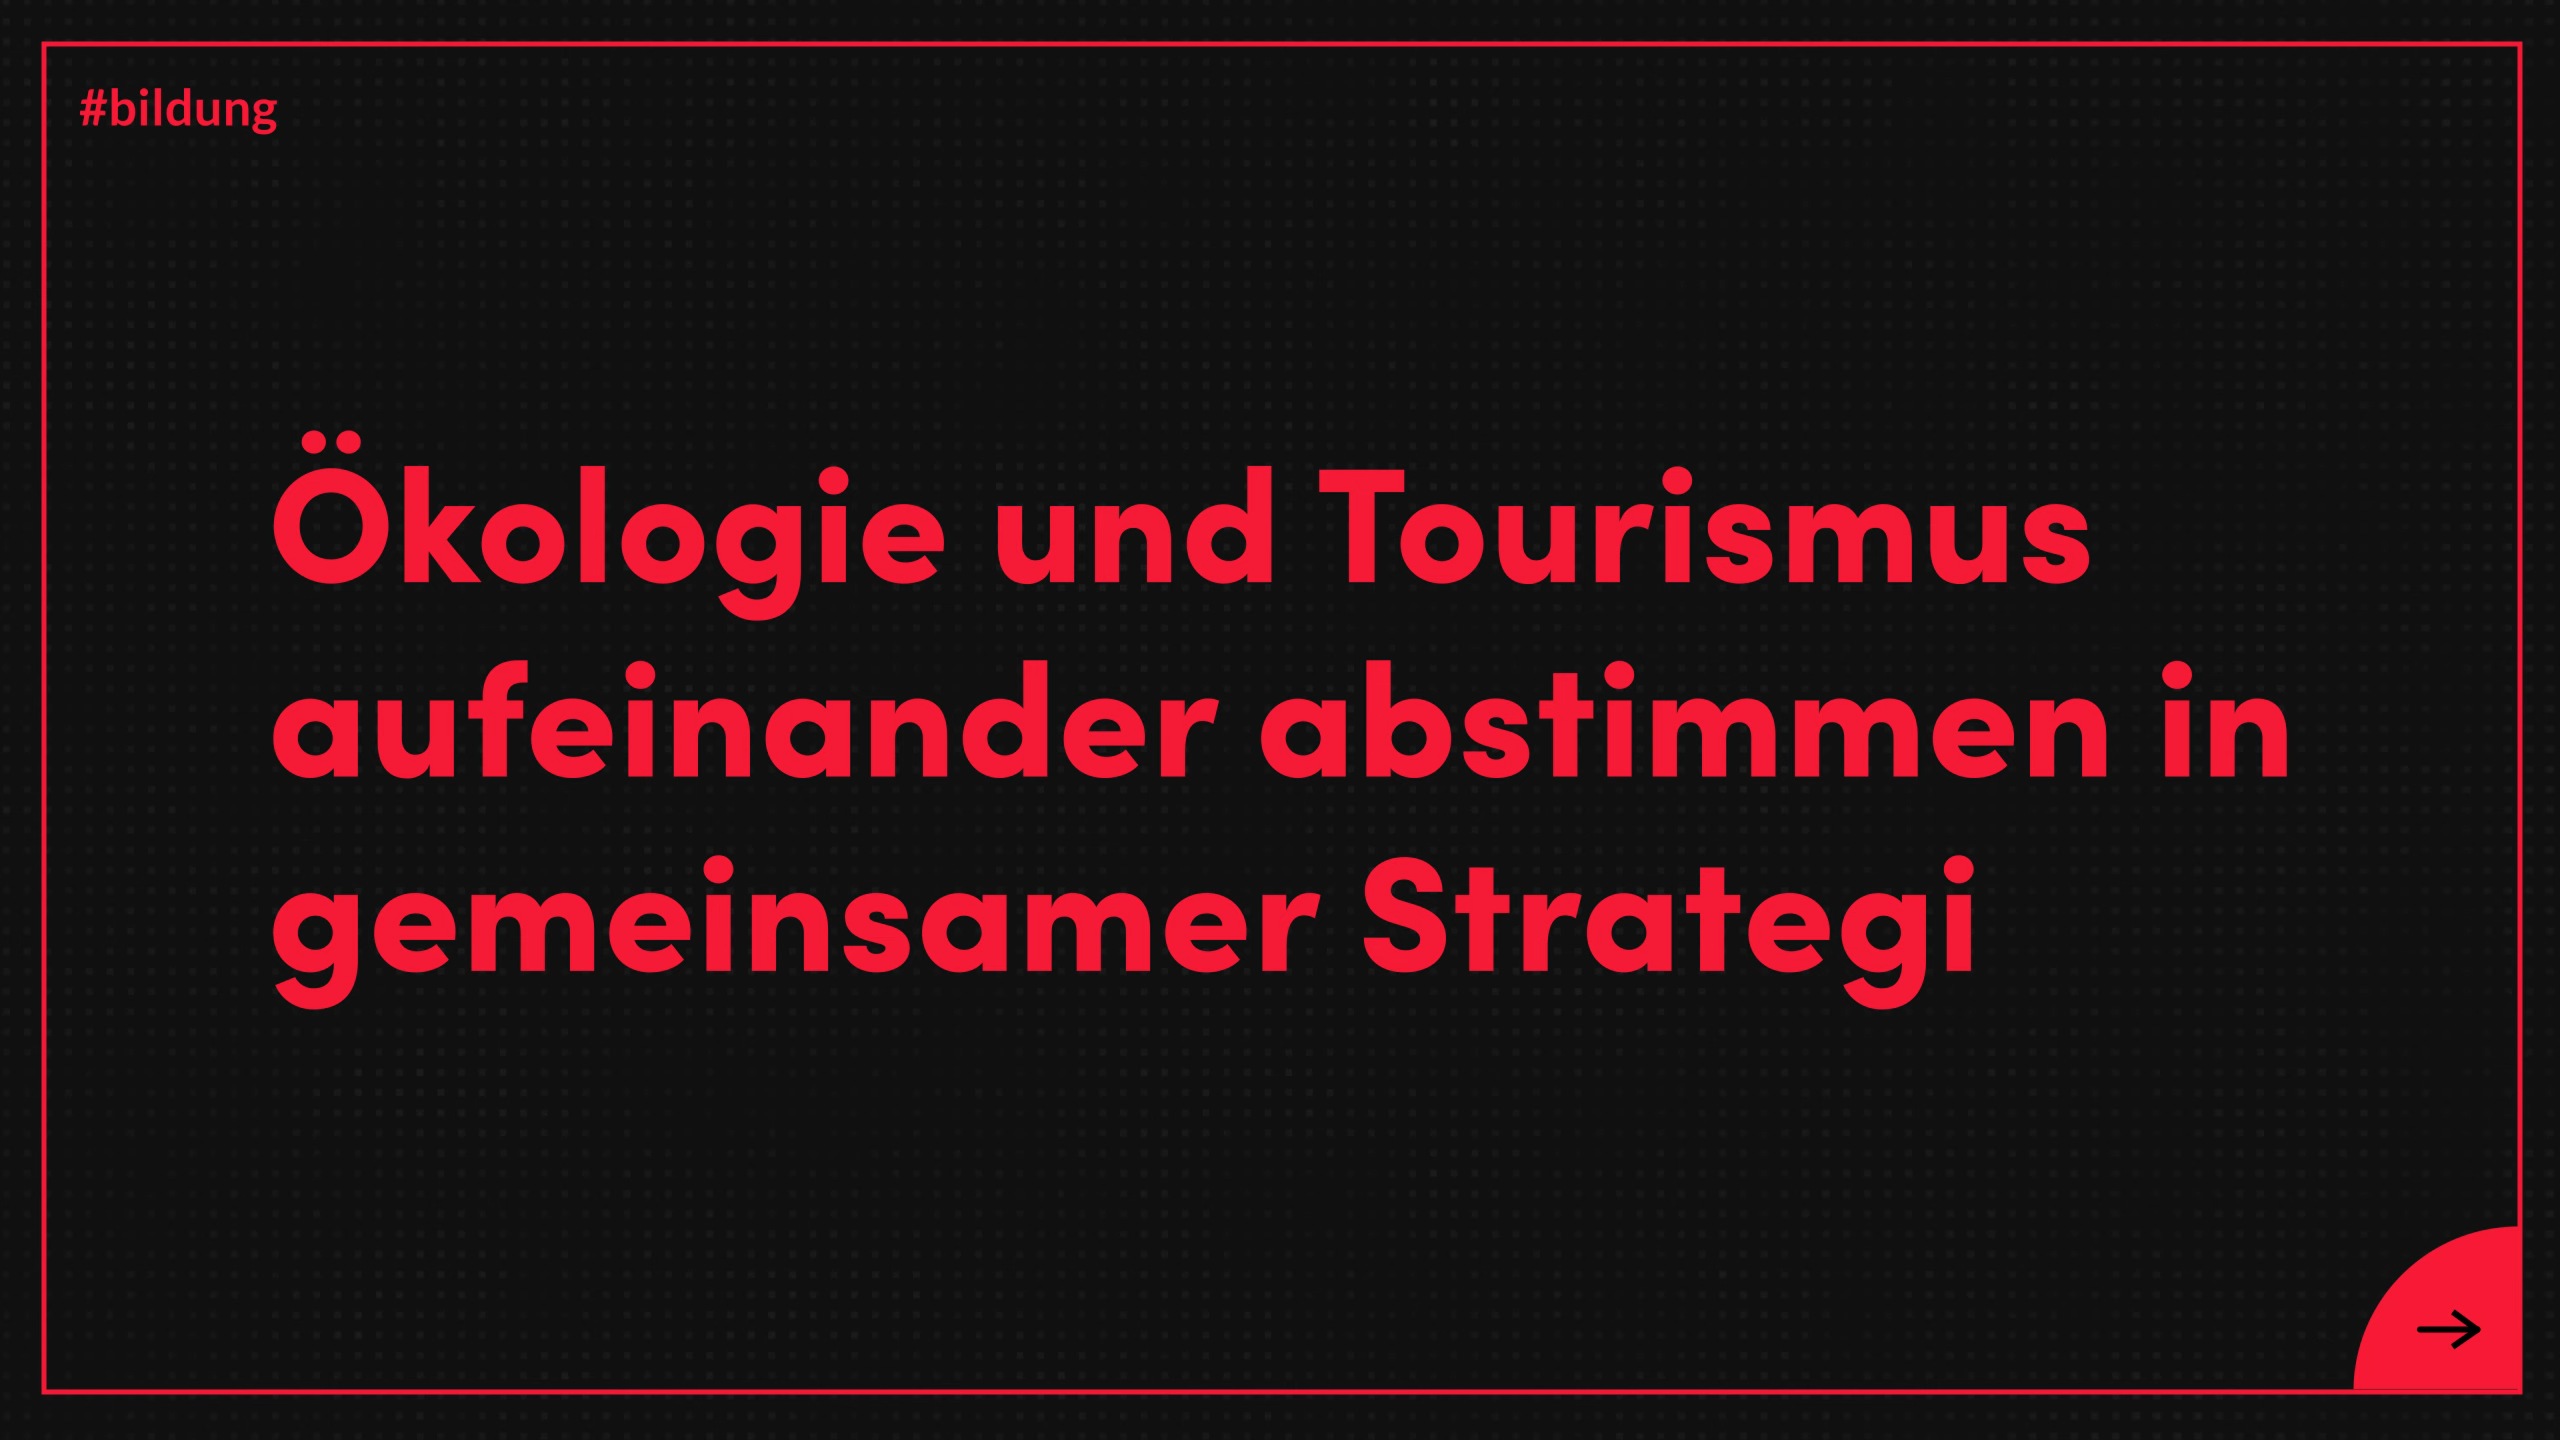 #bildung
Ökologie und Tourismus
aufeinander abstimmen in
gemeinsamer Strategi